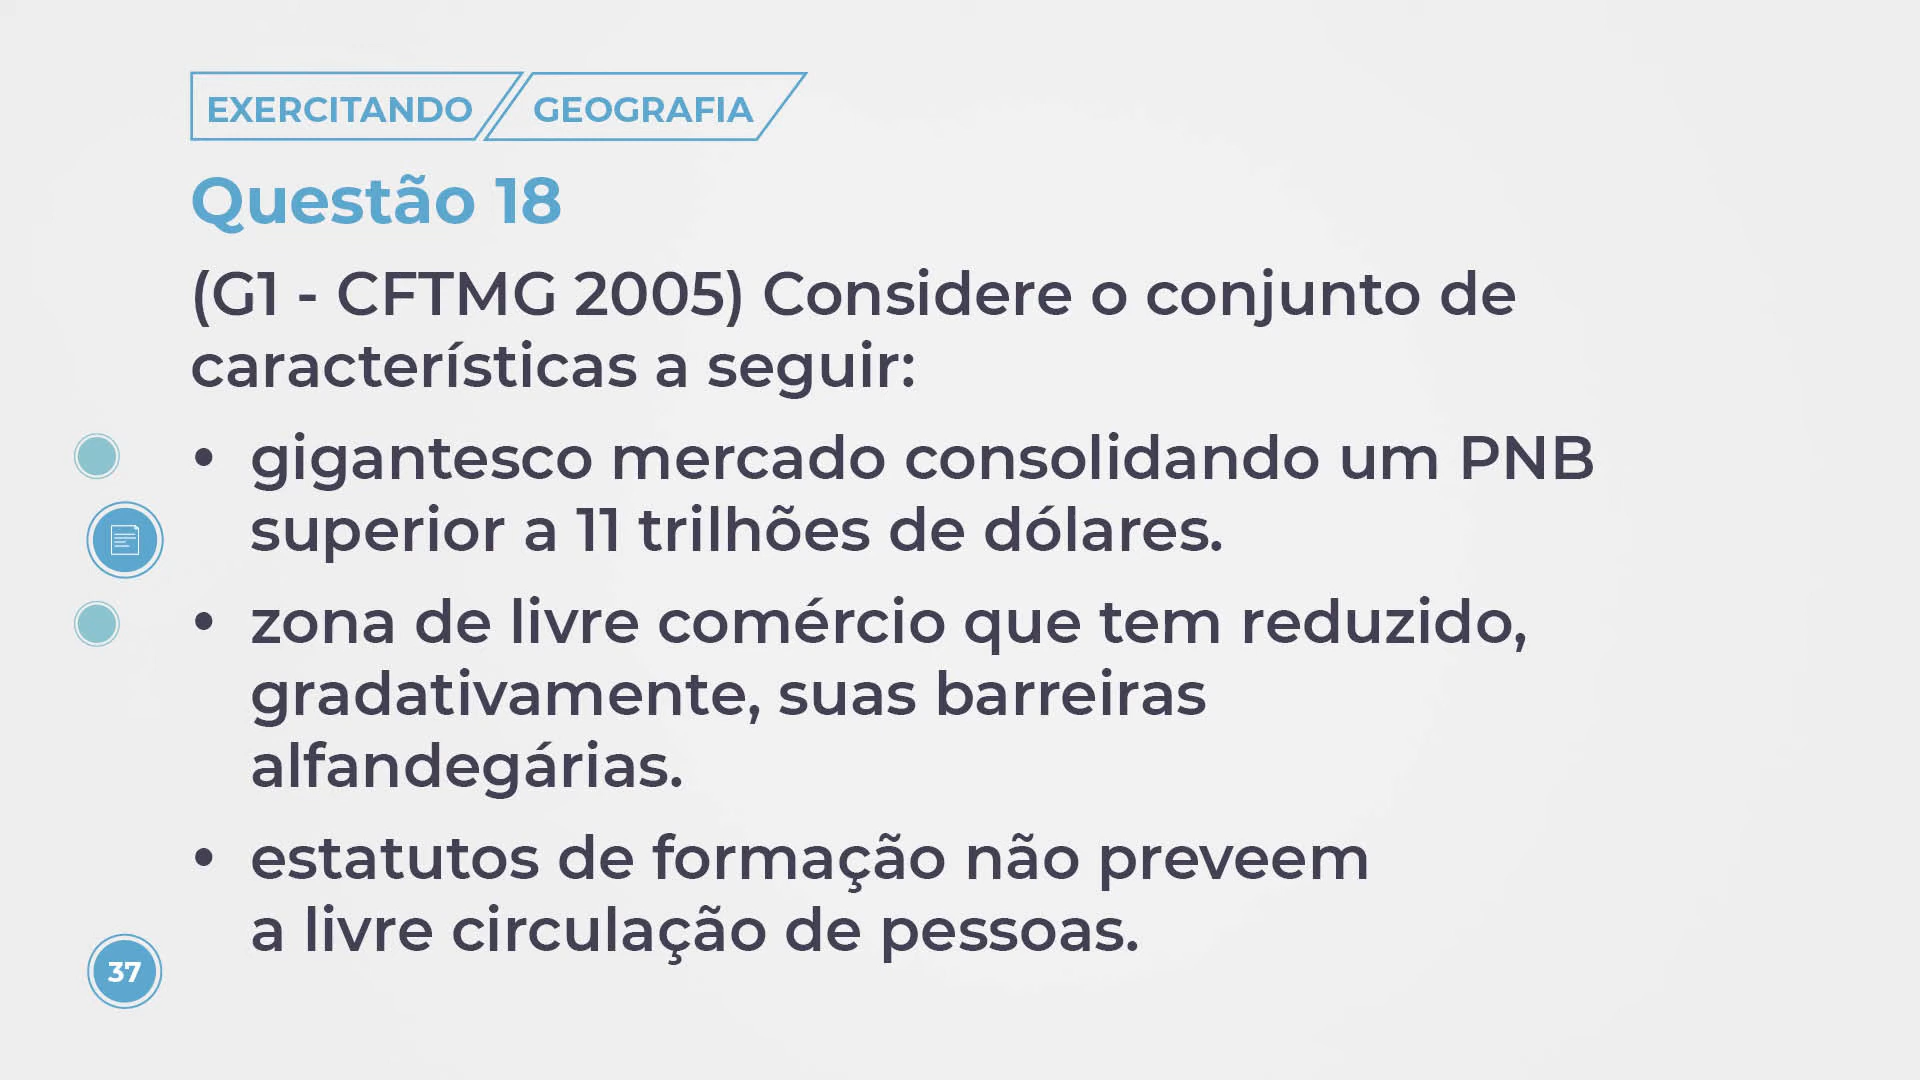 EXERCITANDO GEOGRAFIA
Questão 18
(G1 - CFTMG 2005) Considere o conjunto de
características a seguir:
• gigantesco mercado consolidando um PNB
superior a 11 trilhões de dólares.
• zona de livre comércio que tem reduzido,
gradativamente, suas barreiras
alfandegárias.
• estatutos de formação não preveem
a livre circulação de pessoas.
37